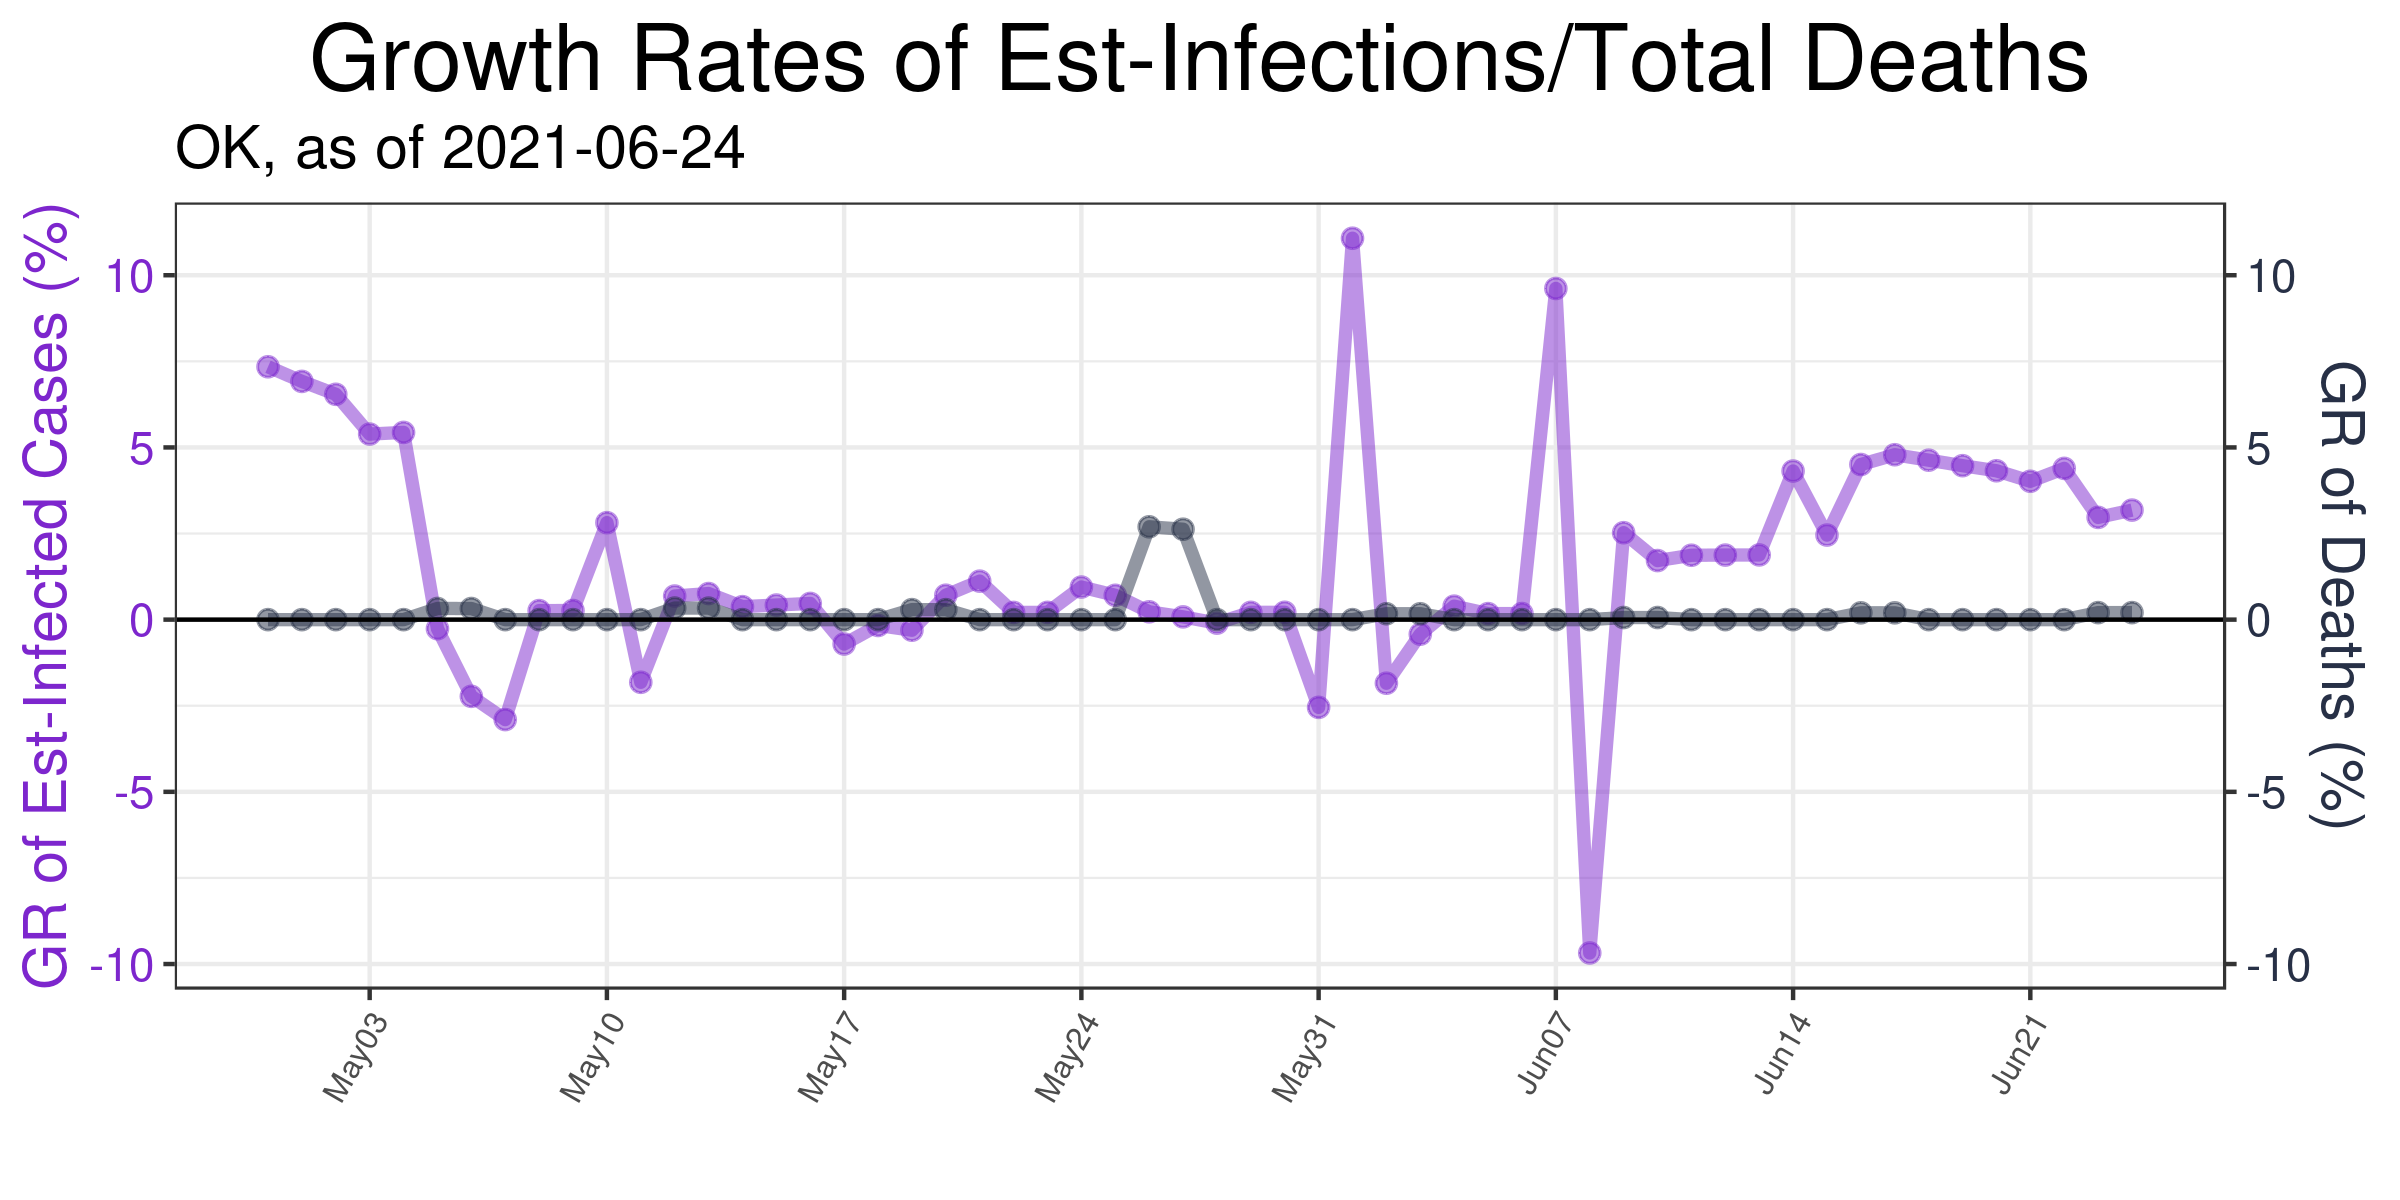 Growth Rates of Est-Infections/Total Deaths
OK, as of 2021-06-24
GR of Est-Infected Cases (%)
10
5
0
-5
-10
10
5
0
-5
-10
GR of Deaths (%)
May03
May10
May17
May24
May31
Jun07
Jun14
Jun21